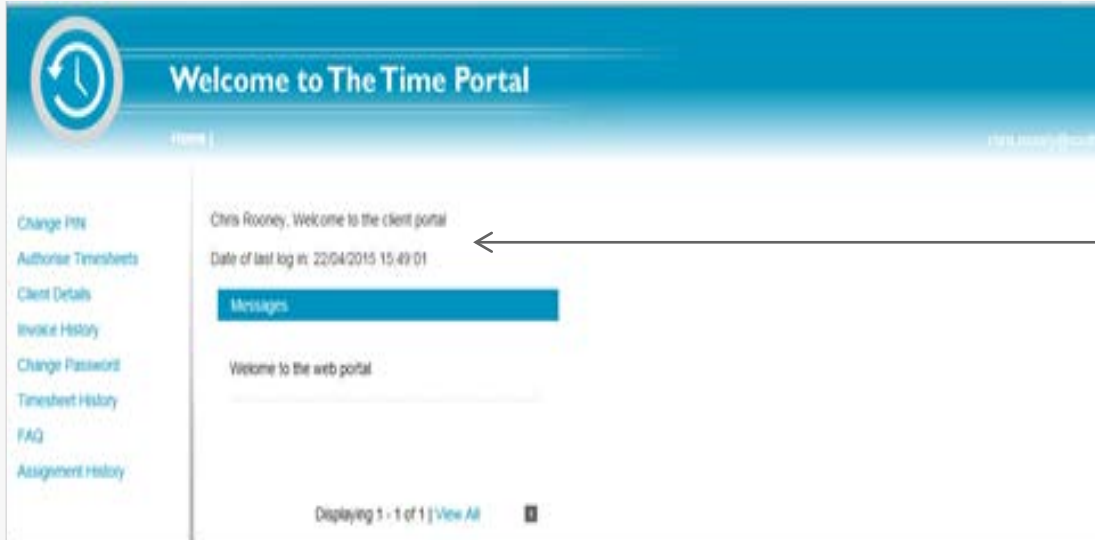 Welcome to The Time Portal
Home |
Change PIN
Authorise Timesheets
Client Details
Invoice History
Change Password
Timesheet History
FAQ
Assignment History
Chris Rooney, Welcome to the client portal
Date of last log in: 22/04/2015 15:49:01
Messages
Welome to the web portal
Displaying 1 - 1 of 1 | View All
1